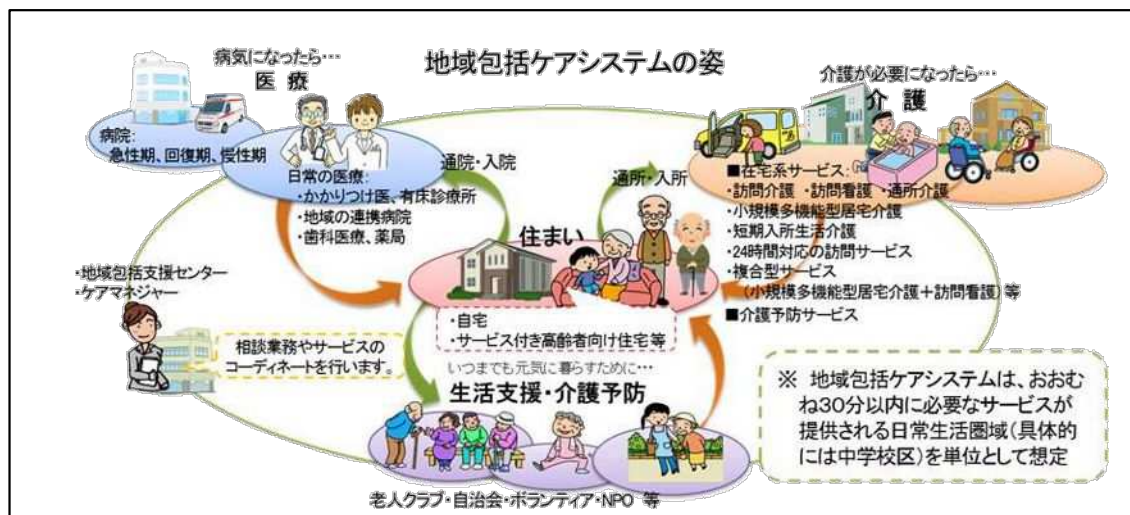 地域包括ケアシステムの姿
病気になったら…
医 療
病院:
急性期、回復期、慢性期
日常の医療:
・かかりつけ医、有床診療所
・地域の連携病院
・歯科医療、薬局
通院・入院
通所・入所
介護が必要になったら…
介 護
■在宅系サービス:
・訪問介護 ・訪問看護 ・通所介護
・小規模多機能型居宅介護
・短期入所生活介護
・24時間対応の訪問サービス
・複合型サービス
(小規模多機能型居宅介護+訪問看護)等
■介護予防サービス
住まい
・自宅
・サービス付き高齢者向け住宅 等
・地域包括支援センター
・ケアマネジャー
相談業務やサービスの
コーディネートを行います。
いつまでも元気に暮らすために…
生活支援・介護予防
老人クラブ・自治会・ボランティア・NPO 等
※ 地域包括ケアシステムは、おおむ
ね30分以内に必要なサービスが
提供される日常生活圏域(具体的
には中学校区)を単位として想定